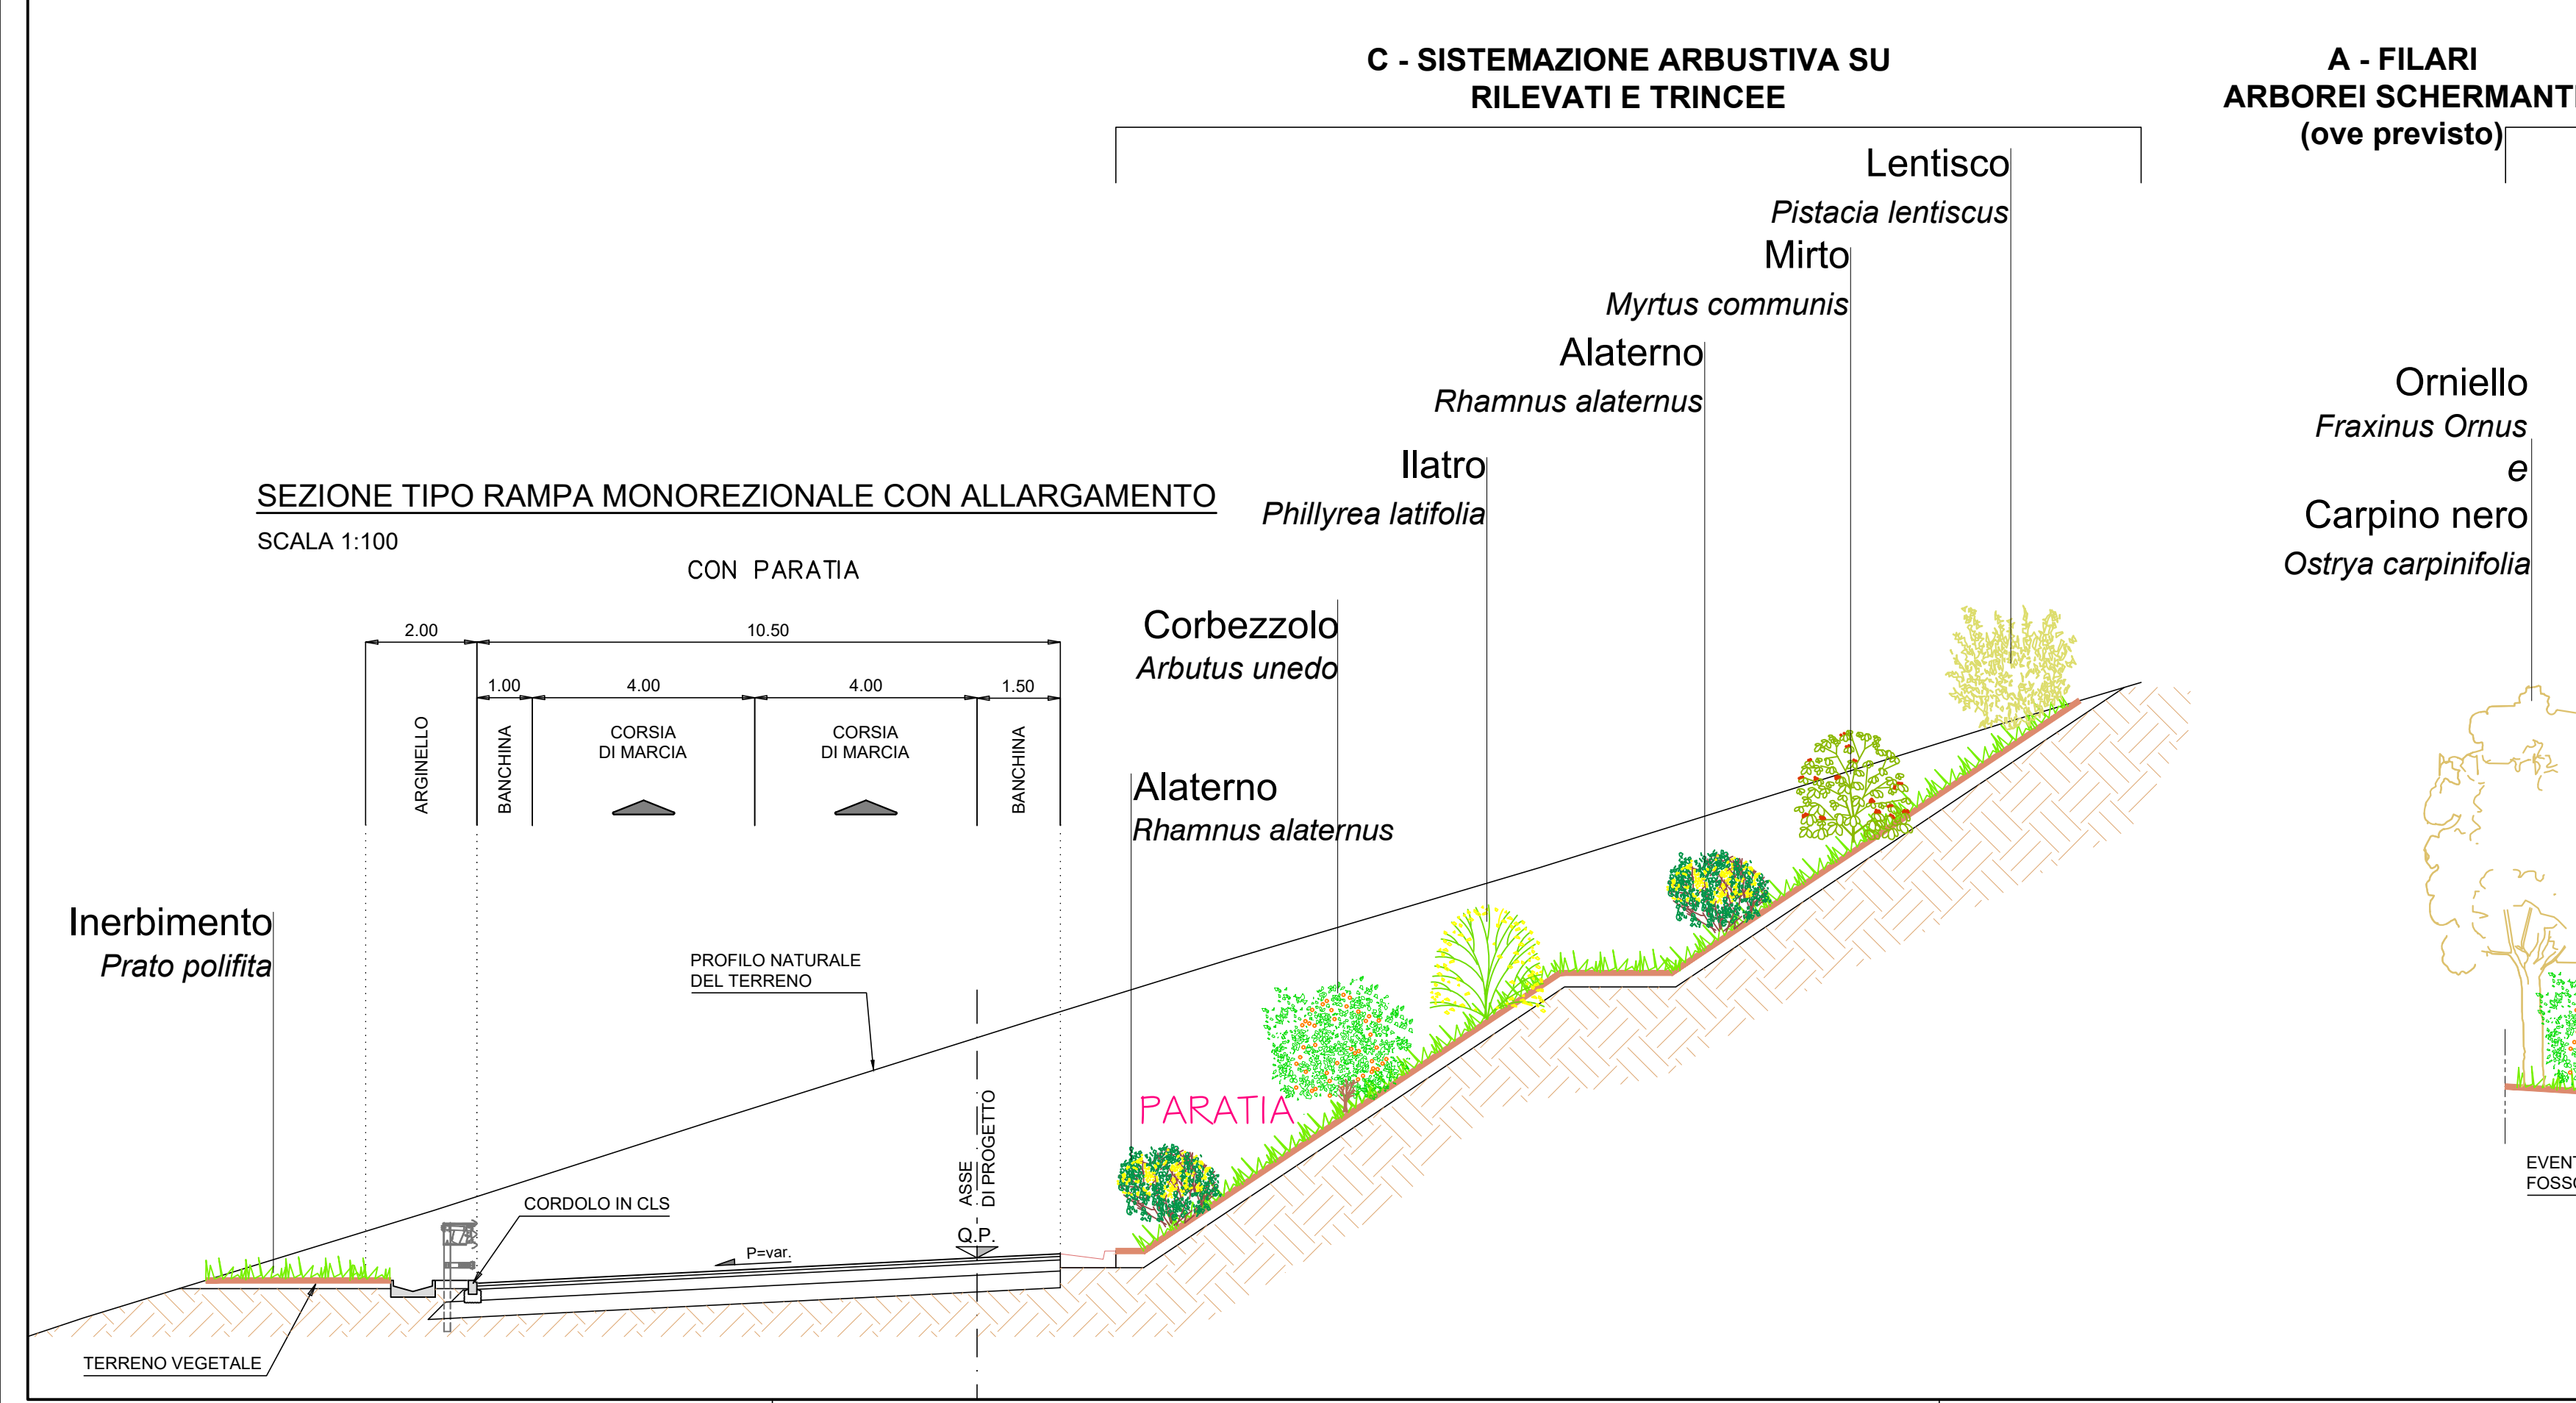 C - SISTEMAZIONE ARBUSTIVA SU
RILEVATI E TRINCEE
A - FILARI
ARBOREI SCHERMANTI
(ove previsto)
Lentisco
Pistacia lentiscus
Mirto
Myrtus communis
Alaterno
Rhamnus alaternus
Ilatro
Phillyrea latifolia
Orniello
Fraxinus Ornus
e
Carpino nero
Ostrya carpinifolia
SEZIONE TIPO RAMPA MONOREZIONALE CON ALLARGAMENTO
SCALA 1:100
CON PARATIA
Corbezzolo
Arbutus unedo
2.00
10.50
1.00
4.00
4.00
1.50
ARGINELLO
BANCHINA
CORSIA
DI MARCIA
CORSIA
DI MARCIA
BANCHINA
Alaterno
Rhamnus alaternus
Inerbimento
Prato polifita
PROFILO NATURALE
DEL TERRENO
PARATIA
ASSE
DI PROGETTO
Q.P.
CORDOLO IN CLS
P=var.
TERRENO VEGETALE